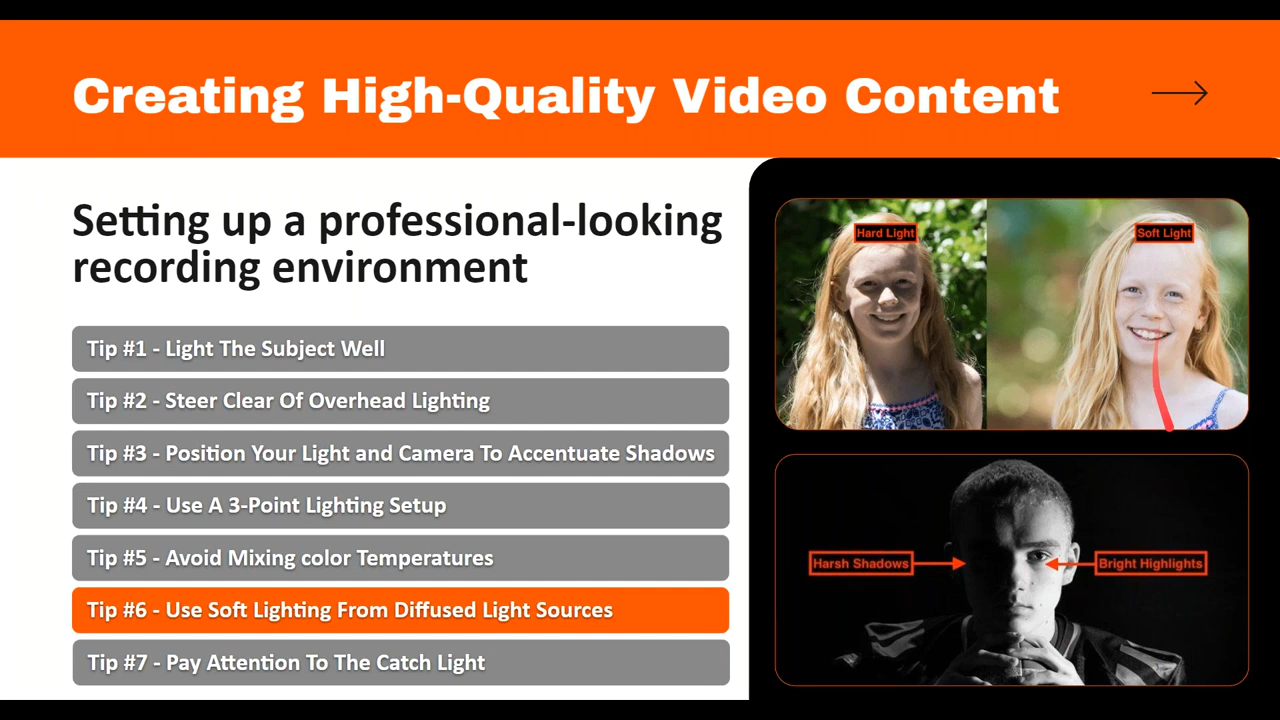 Creating High-Quality Video Content
Setting up a professional-looking
recording environment
Tip #1 - Light The Subject Well
Tip #2 - Steer Clear Of Overhead Lighting
Tip #3 - Position Your Light and Camera To Accentuate Shadows
Tip #4 - Use A 3-Point Lighting Setup
Tip #5 - Avoid Mixing color Temperatures
Tip #6 - Use Soft Lighting From Diffused Light Sources
Tip #7 - Pay Attention To The Catch Light
Hard Light
Soft Light
Harsh Shadows
Bright Highlights